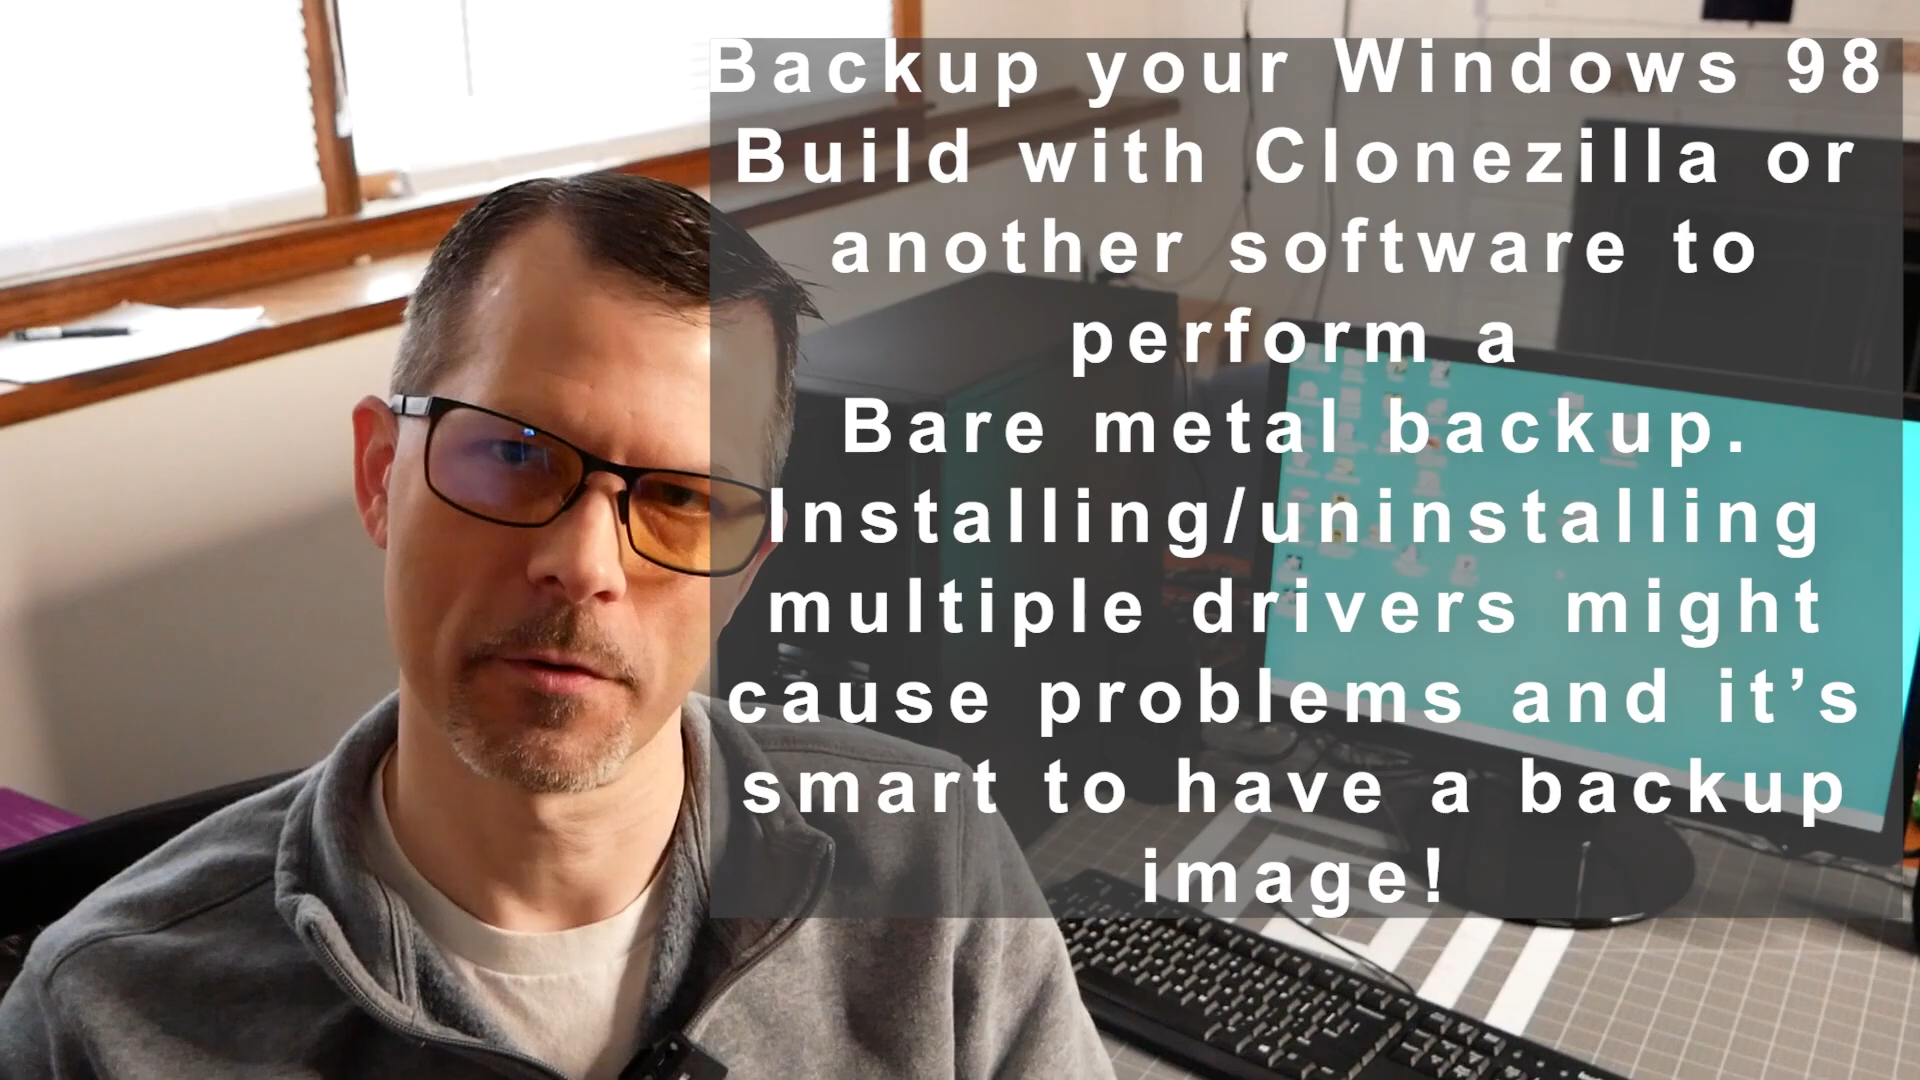 Backup your Windows 98
Build with Clonezilla or
another software to
perform a
Bare metal backup.
Installing/uninstalling
multiple drivers might
cause problems and it’s
smart to have a backup
image!